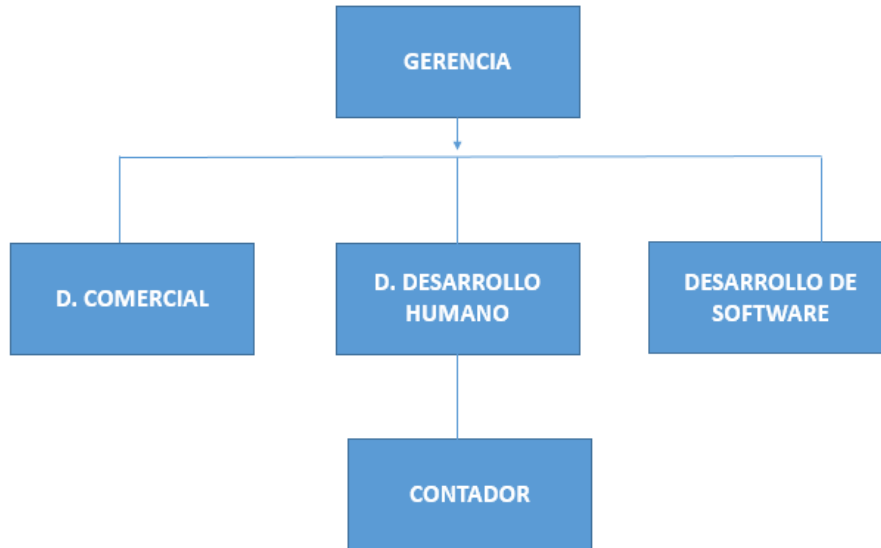 GERENCIA
D. COMERCIAL
D. DESARROLLO
HUMANO
DESARROLLO DE
SOFTWARE
CONTADOR